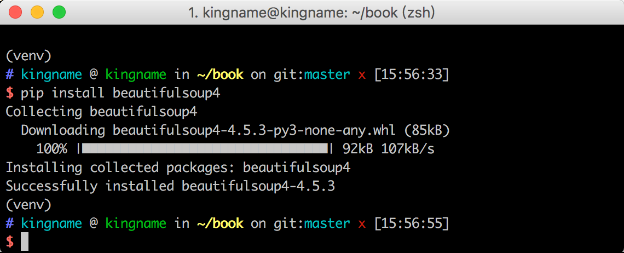 1. kingname@kingname: ~/book (zsh)
(venv)
# kingname @ kingname in ~/book on git:master x [15:56:33]
$ pip install beautifulsoup4
Collecting beautifulsoup4
  Downloading beautifulsoup4-4.5.3-py3-none-any.whl (85kB)
    100% |████████████████████████████████| 92kB 107kB/s
Installing collected packages: beautifulsoup4
Successfully installed beautifulsoup4-4.5.3
(venv)
# kingname @ kingname in ~/book on git:master x [15:56:55]
$